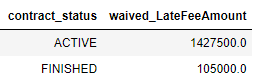 contract_status waived_LateFeeAmount
ACTIVE 1427500.0
FINISHED 105000.0